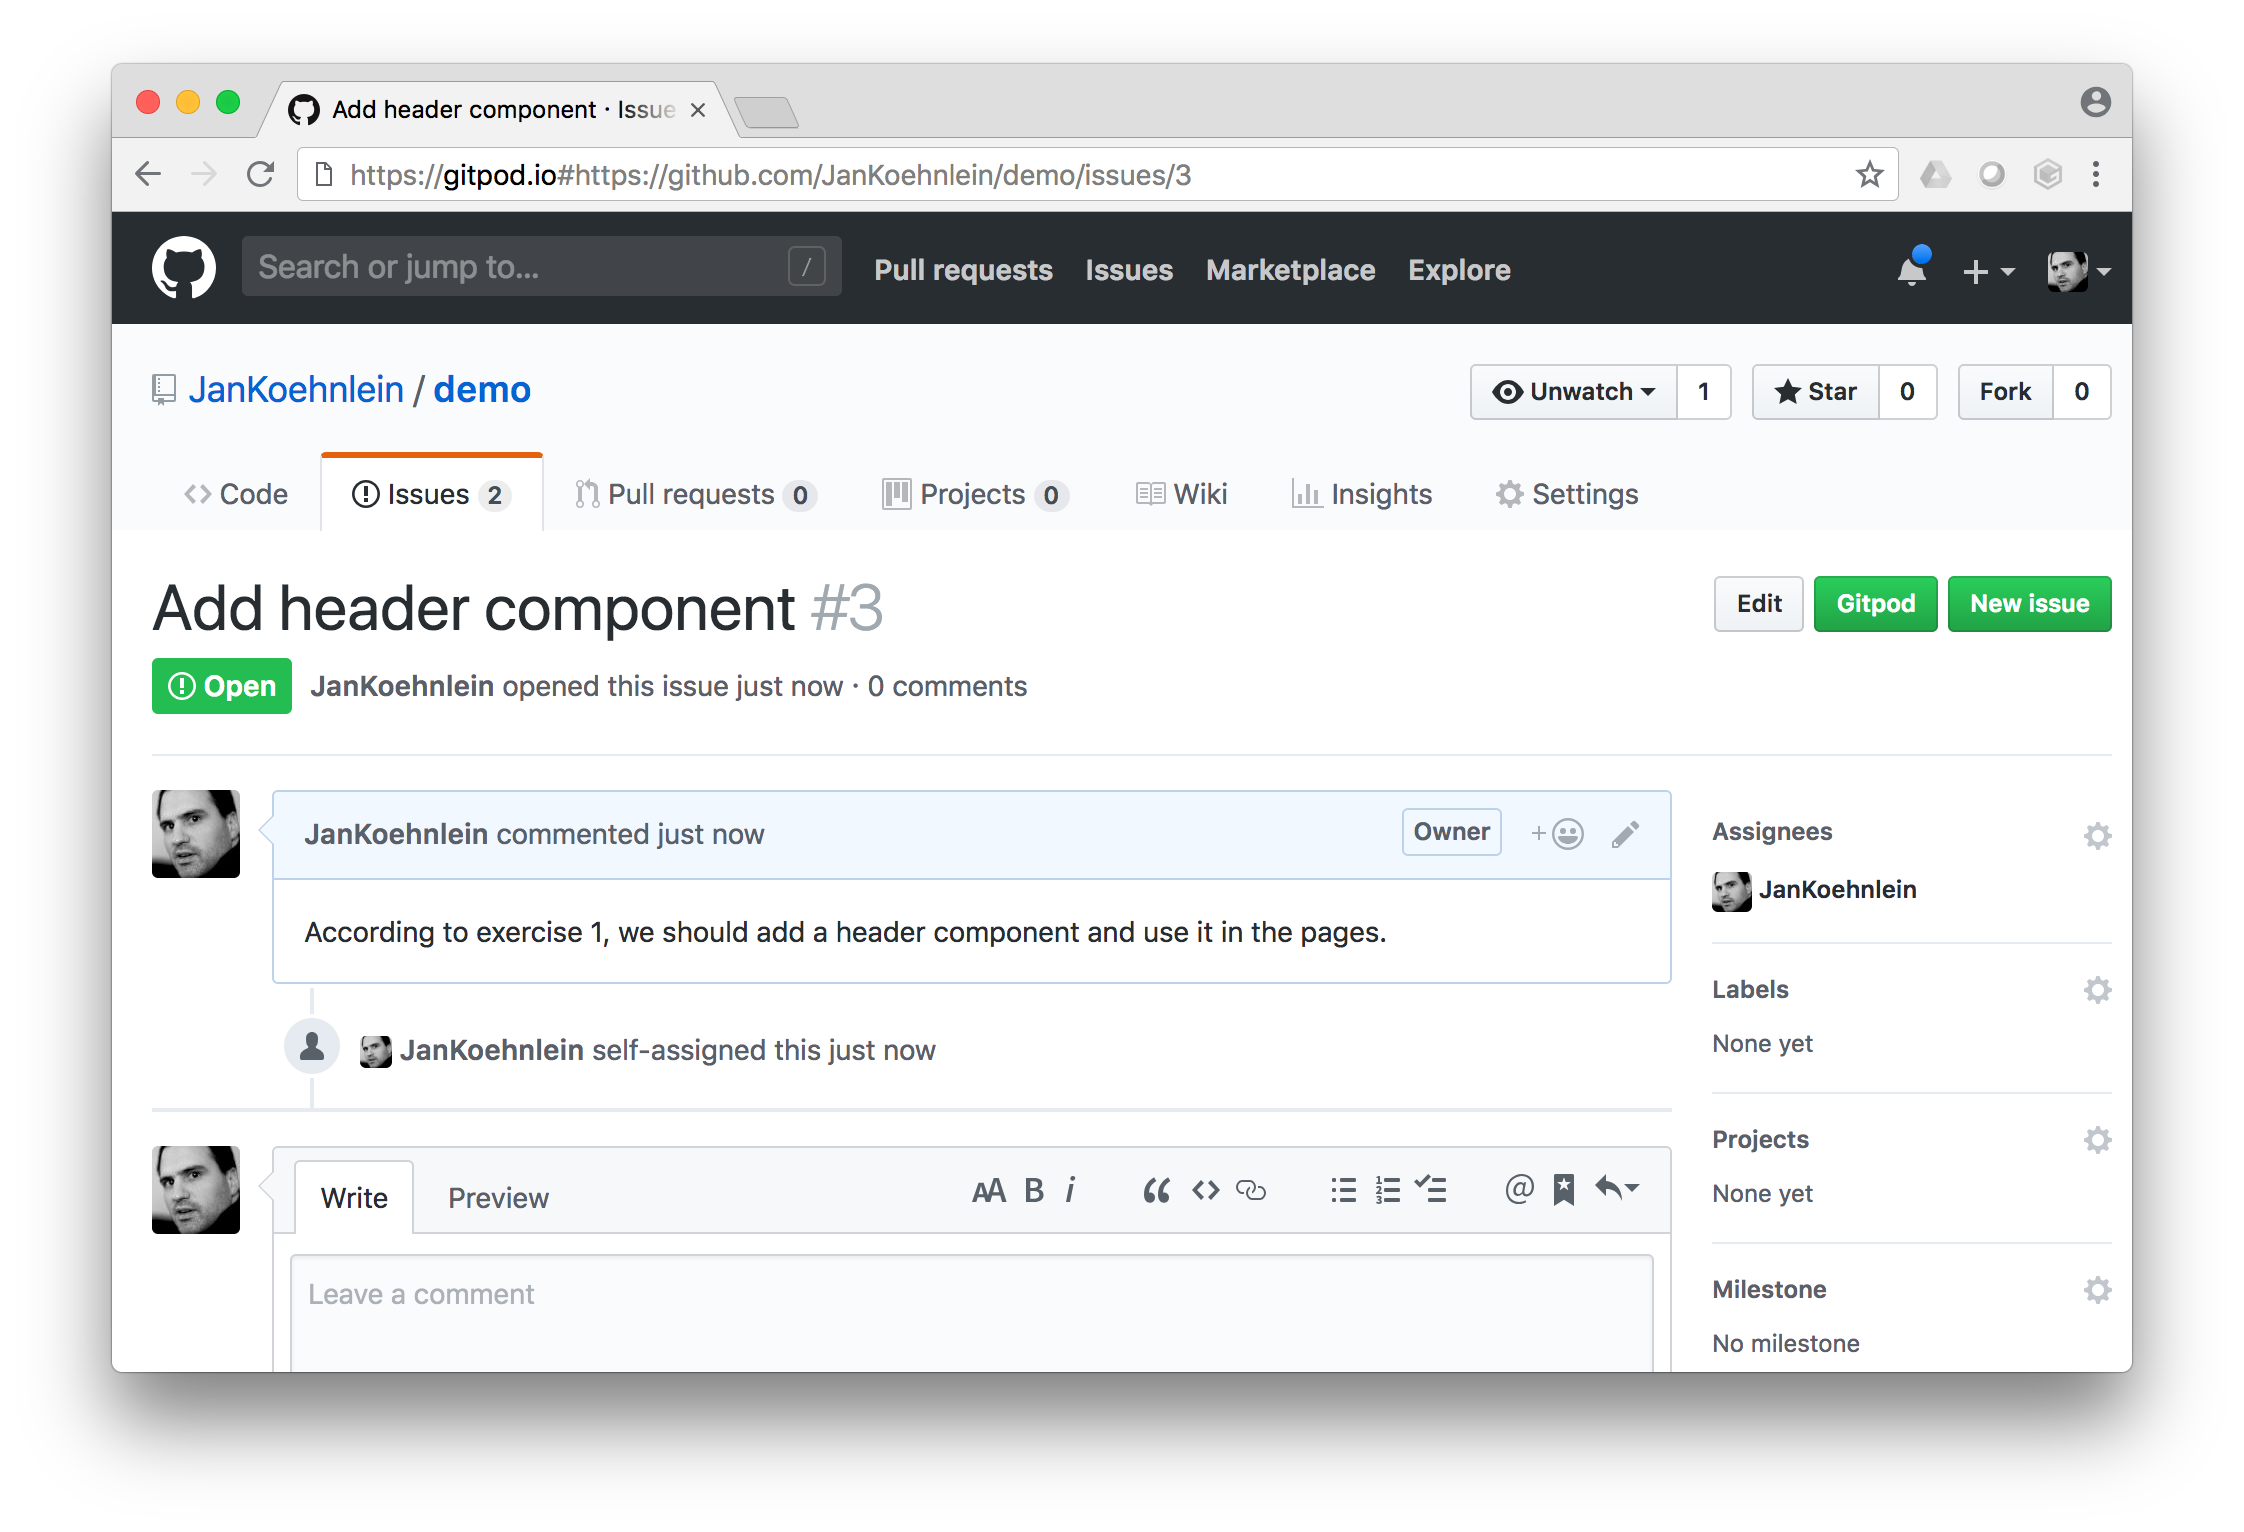 Add header component · Issue
https://gitpod.io#https://github.com/JanKoehnlein/demo/issues/3
Search or jump to... /
Pull requests Issues Marketplace Explore
JanKoehnlein / demo
Unwatch 1 Star 0 Fork 0
Code Issues 2 Pull requests 0 Projects 0 Wiki Insights Settings
Add header component #3
Edit Gitpod New issue
Open JanKoehnlein opened this issue just now · 0 comments
JanKoehnlein commented just now Owner
According to exercise 1, we should add a header component and use it in the pages.
JanKoehnlein self-assigned this just now
Write Preview
Leave a comment
Assignees
JanKoehnlein
Labels
None yet
Projects
None yet
Milestone
No milestone